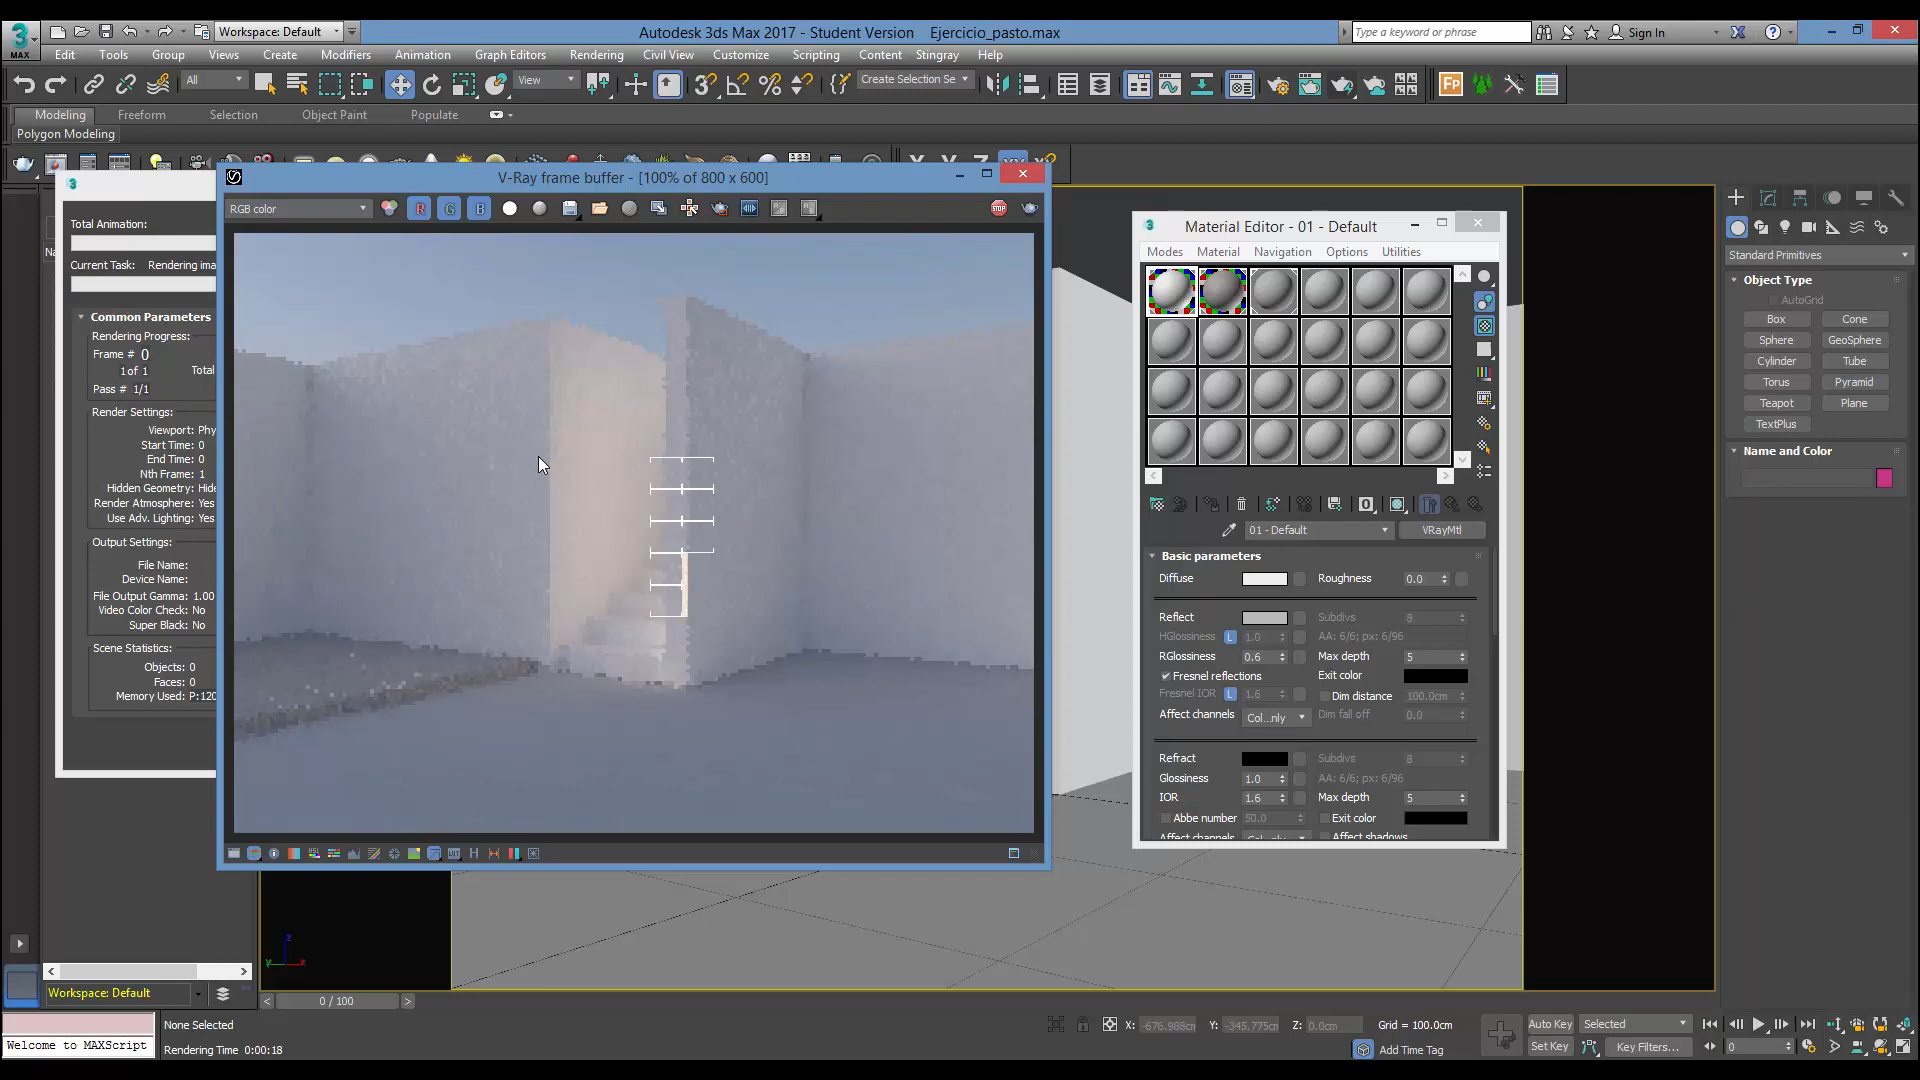 Workspace: Default
Autodesk 3ds Max 2017 - Student Version Ejercicio_pasto.max
Type a keyword or phrase
Sign In
3
MAX
Edit Tools Group Views Create Modifiers Animation Graph Editors Rendering Civil View Customize Scripting Content Stingray Help
All
View
Create Selection Se
Fp
Modeling Freeform Selection Object Paint Populate
Polygon Modeling
V-Ray frame buffer - [100% of 800 x 600]
RGB color
R G B
STOP
Total Animation:
Current Task: Rendering ima
Common Parameters
Rendering Progress:
Frame # 0
1 of 1 Total
Pass # 1/1
Render Settings:
Viewport: Phy
Start Time: 0
End Time: 0
Nth Frame: 1
Hidden Geometry: Hide
Render Atmosphere: Yes
Use Adv. Lighting: Yes
Output Settings:
File Name:
Device Name:
File Output Gamma: 1.00
Video Color Check: No
Super Black: No
Scene Statistics:
Objects: 0
Faces: 0
Memory Used: P:120
Material Editor - 01 - Default
Modes Material Navigation Options Utilities
01 - Default
VRayMtl
Basic parameters
Diffuse
Roughness 0.0
Reflect
Subdivs 8
HGlossiness L 1.0
AA: 6/6; px: 6/96
RGlossiness 0.6
Max depth 5
Fresnel reflections
Exit color
Fresnel IOR L 1.6
Dim distance 100.0cm
Affect channels Col...nly
Dim fall off 0.0
Refract
Subdivs 8
Glossiness 1.0
AA: 6/6; px: 6/96
IOR 1.6
Max depth 5
Abbe number 50.0
Exit color
Affect channels Col...nly
Affect shadows
Standard Primitives
Object Type
AutoGrid
Box Cone
Sphere GeoSphere
Cylinder Tube
Torus Pyramid
Teapot Plane
TextPlus
Name and Color
Workspace: Default
0 / 100
None Selected
X: -676.988cm Y: -345.775cm Z: 0.0cm Grid = 100.0cm
Auto Key Selected
Welcome to MAXScript
Rendering Time 0:00:18
Add Time Tag
Set Key
Key Filters...
0